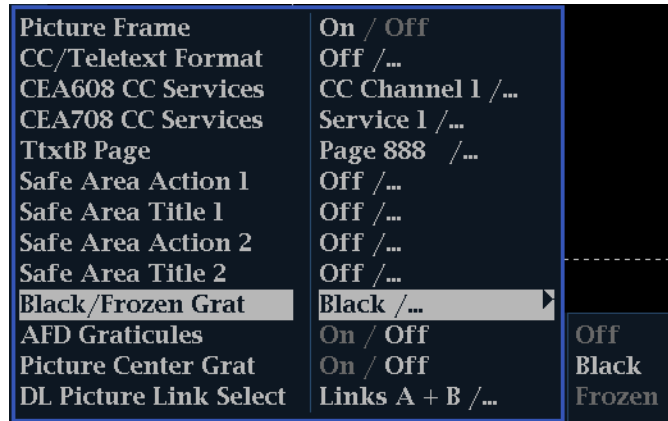 Picture Frame On / Off
CC/Teletext Format Off /...
CEA608 CC Services CC Channel 1 /...
CEA708 CC Services Service 1 /...
TtxtB Page Page 888 /...
Safe Area Action 1 Off /...
Safe Area Title 1 Off /...
Safe Area Action 2 Off /...
Safe Area Title 2 Off /...
Black/Frozen Grat Black /...
AFD Graticules On / Off Off
Picture Center Grat On / Off Black
DL Picture Link Select Links A + B /... Frozen